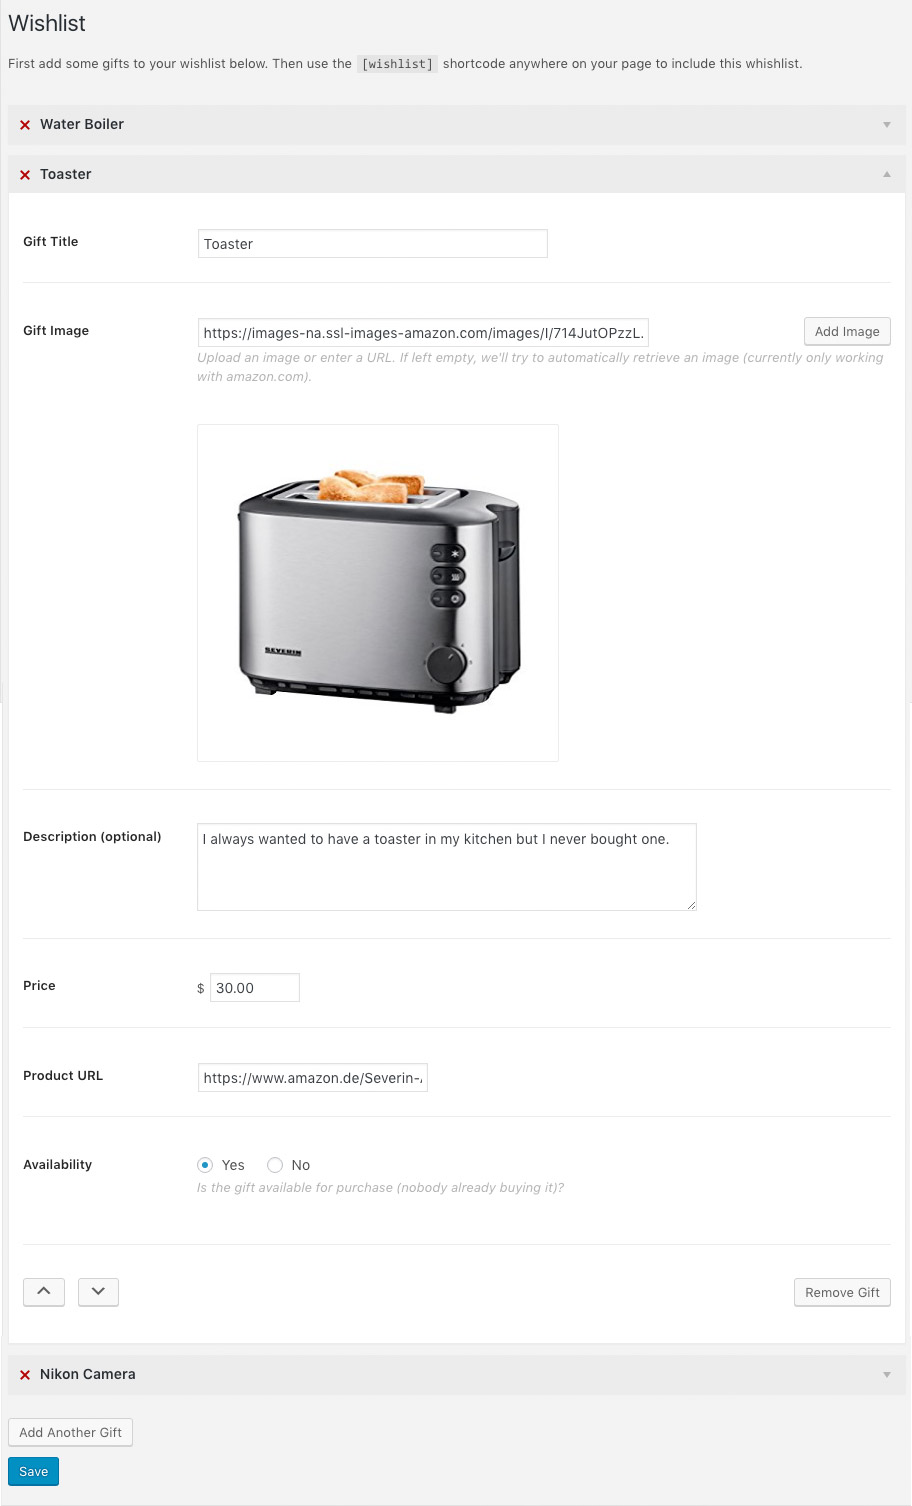 Wishlist
First add some gifts to your wishlist below. Then use the [wishlist] shortcode anywhere on your page to include this whishlist.
Water Boiler
Toaster
Gift Title
Toaster
Gift Image
https://images-na.ssl-images-amazon.com/images/I/714JutOPzzL.
Add Image
Upload an image or enter a URL. If left empty, we'll try to automatically retrieve an image (currently only working
with amazon.com).
SEVERIN
Description (optional)
I always wanted to have a toaster in my kitchen but I never bought one.
Price
$ 30.00
Product URL
https://www.amazon.de/Severin-
Availability
Yes
No
Is the gift available for purchase (nobody already buying it)?
Remove Gift
Nikon Camera
Add Another Gift
Save